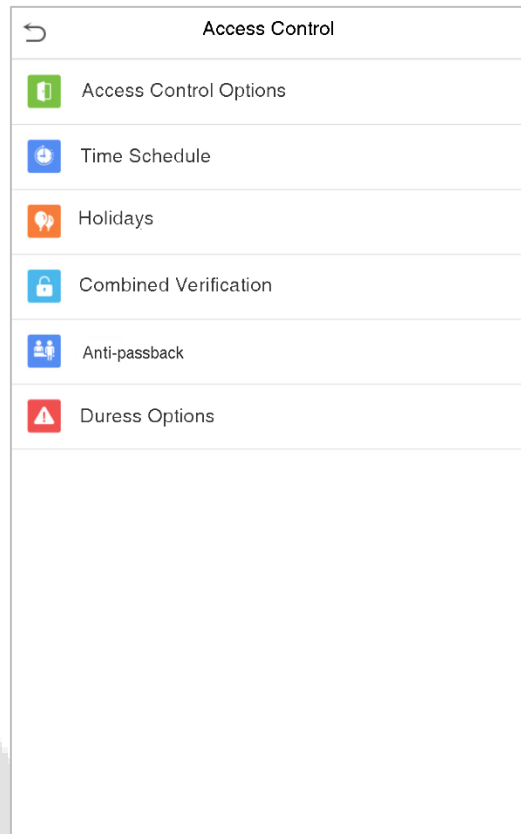 Access Control
Access Control Options
Time Schedule
Holidays
Combined Verification
Anti-passback
Duress Options